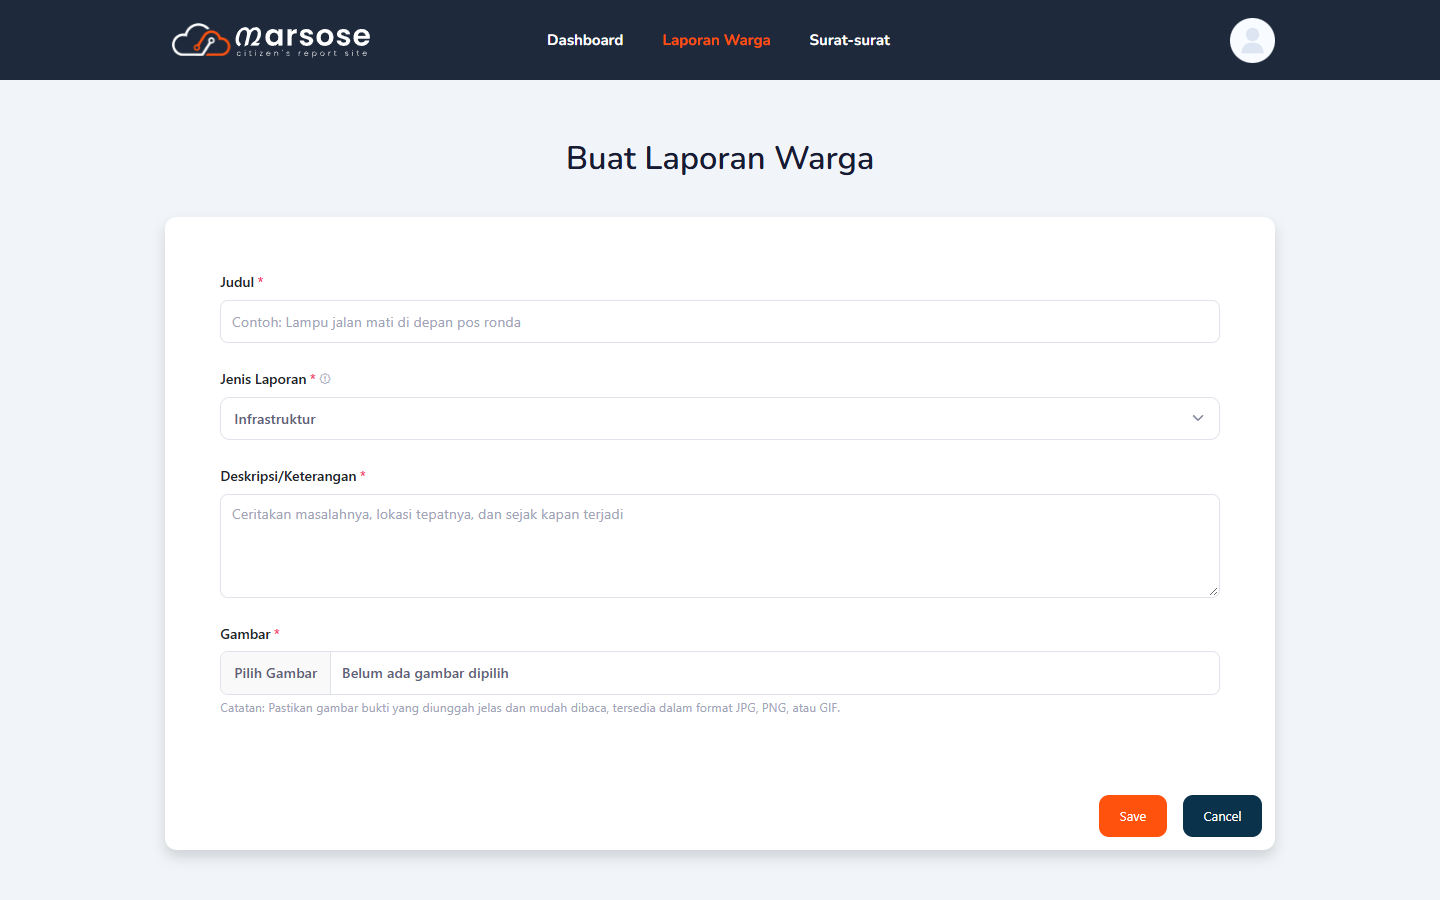 marsose
citizen's report site
Dashboard
Laporan Warga
Surat-surat
Buat Laporan Warga
Judul *
Contoh: Lampu jalan mati di depan pos ronda
Jenis Laporan *
Infrastruktur
Deskripsi/Keterangan *
Ceritakan masalahnya, lokasi tepatnya, dan sejak kapan terjadi
Gambar *
Pilih Gambar
Belum ada gambar dipilih
Catatan: Pastikan gambar bukti yang diunggah jelas dan mudah dibaca, tersedia dalam format JPG, PNG, atau GIF.
Save
Cancel